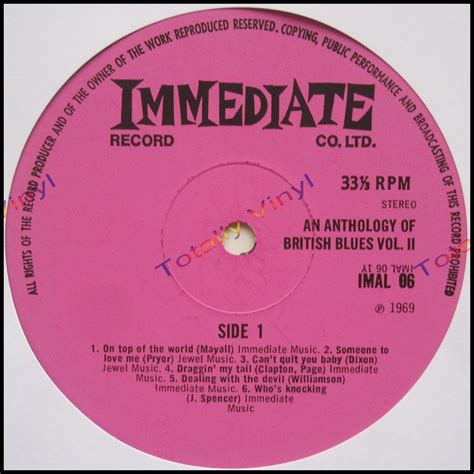 ALL RIGHTS OF THE RECORD PRODUCER AND OF THE OWNER OF THE WORK REPRODUCED RESERVED. COPYING, PUBLIC PERFORMANCE AND BROADCASTING OF THIS RECORD PROHIBITED
IMMEDIATE
RECORD CO. LTD.
33⅓ RPM
STEREO
AN ANTHOLOGY OF
BRITISH BLUES VOL. II
IMAL 06 1Y
IMAL 06
℗ 1969
SIDE 1
1. On top of the world (Mayall) Immediate Music. 2. Someone to
love me (Pryor) Jewel Music. 3. Can't quit you baby (Dixon)
Jewel Music. 4. Draggin' my tail (Clapton, Page) Immediate
Music. 5. Dealing with the devil (Williamson)
Immediate Music. 6. Who's knocking
(J. Spencer) Immediate
Music
Totally Vinyl
Totally Vinyl
Totally